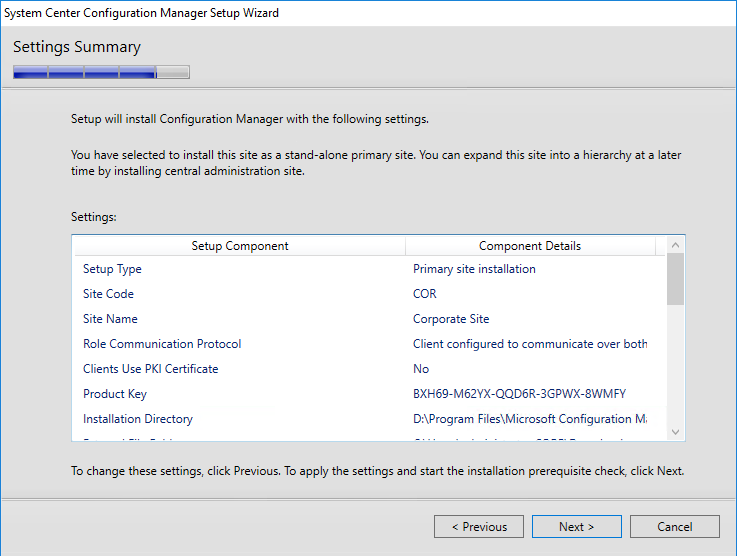 System Center Configuration Manager Setup Wizard
Settings Summary
Setup will install Configuration Manager with the following settings.
You have selected to install this site as a stand-alone primary site. You can expand this site into a hierarchy at a later
time by installing central administration site.
Settings:
Setup Component Component Details
Setup Type Primary site installation
Site Code COR
Site Name Corporate Site
Role Communication Protocol Client configured to communicate over both
Clients Use PKI Certificate No
Product Key BXH69-M62YX-QQD6R-3GPWX-8WMFY
Installation Directory D:\Program Files\Microsoft Configuration Ma
To change these settings, click Previous. To apply the settings and start the installation prerequisite check, click Next.
< Previous Next > Cancel